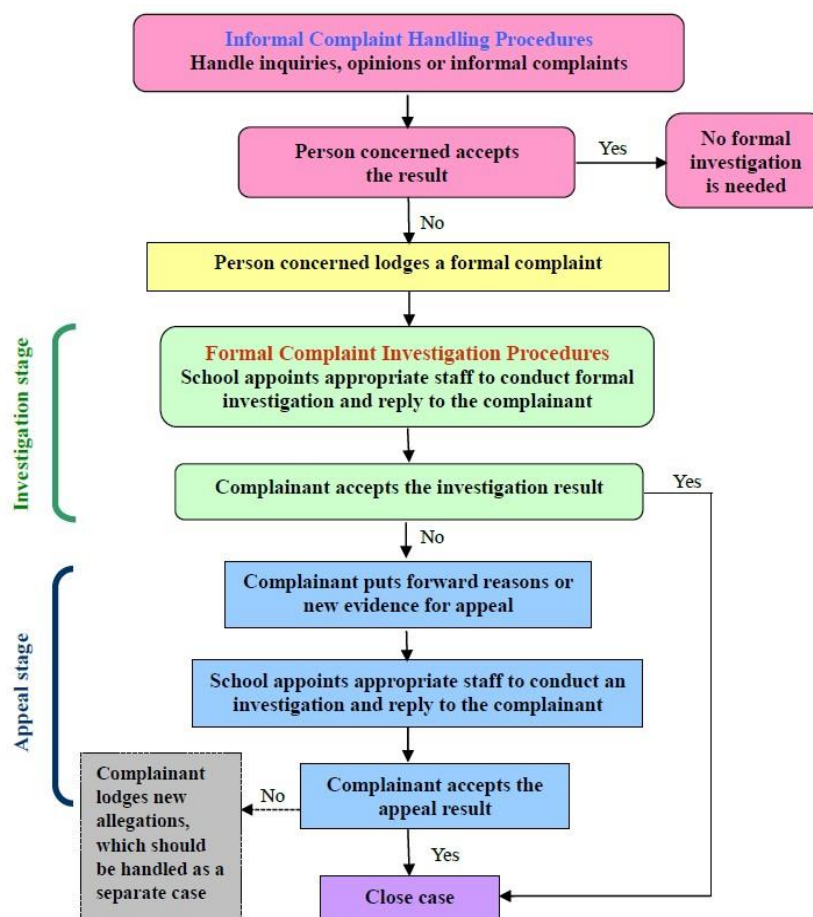 Informal Complaint Handling Procedures
Handle inquiries, opinions or informal complaints
Person concerned accepts
the result
Yes
No formal
investigation
is needed
No
Person concerned lodges a formal complaint
Investigation stage
Formal Complaint Investigation Procedures
School appoints appropriate staff to conduct formal
investigation and reply to the complainant
Complainant accepts the investigation result
Yes
No
Appeal stage
Complainant puts forward reasons or
new evidence for appeal
School appoints appropriate staff to conduct an
investigation and reply to the complainant
Complainant accepts the
appeal result
No
Complainant
lodges new
allegations,
which should
be handled as a
separate case
Yes
Close case